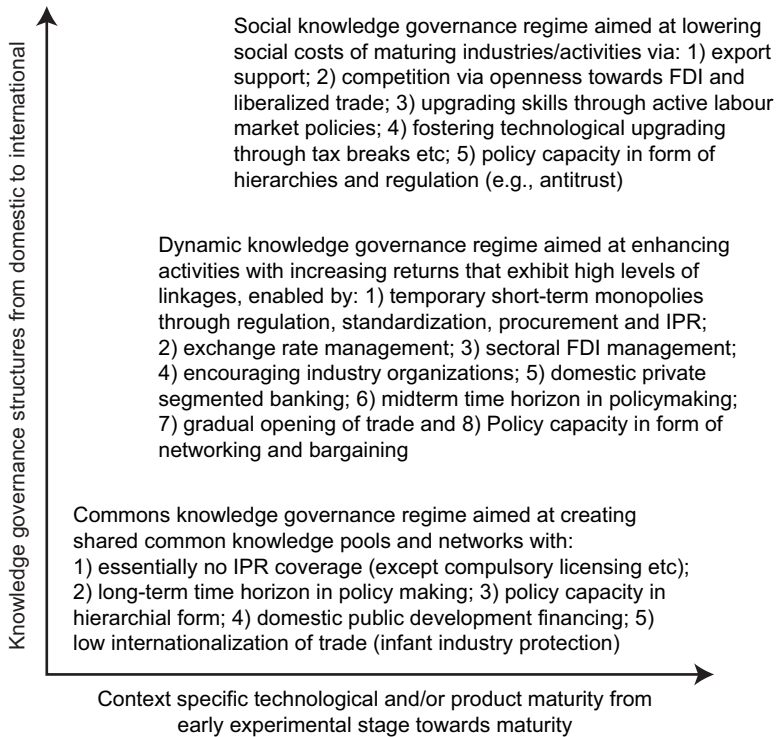 Knowledge governance structures from domestic to international
Social knowledge governance regime aimed at lowering
social costs of maturing industries/activities via: 1) export
support; 2) competition via openness towards FDI and
liberalized trade; 3) upgrading skills through active labour
market policies; 4) fostering technological upgrading
through tax breaks etc; 5) policy capacity in form of
hierarchies and regulation (e.g., antitrust)
Dynamic knowledge governance regime aimed at enhancing
activities with increasing returns that exhibit high levels of
linkages, enabled by: 1) temporary short-term monopolies
through regulation, standardization, procurement and IPR;
2) exchange rate management; 3) sectoral FDI management;
4) encouraging industry organizations; 5) domestic private
segmented banking; 6) midterm time horizon in policymaking;
7) gradual opening of trade and 8) Policy capacity in form of
networking and bargaining
Commons knowledge governance regime aimed at creating
shared common knowledge pools and networks with:
1) essentially no IPR coverage (except compulsory licensing etc);
2) long-term time horizon in policy making; 3) policy capacity in
hierarchial form; 4) domestic public development financing; 5)
low internationalization of trade (infant industry protection)
Context specific technological and/or product maturity from
early experimental stage towards maturity